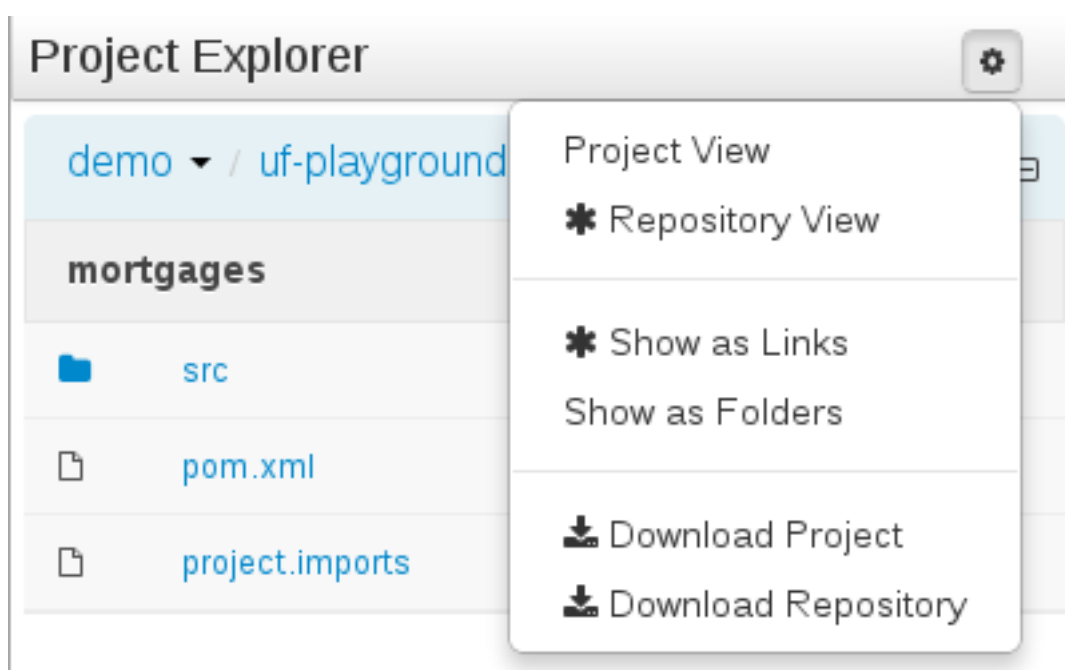 Project Explorer
demo / uf-playground
mortgages
src
pom.xml
project.imports
Project View
✱ Repository View
✱ Show as Links
Show as Folders
Download Project
Download Repository